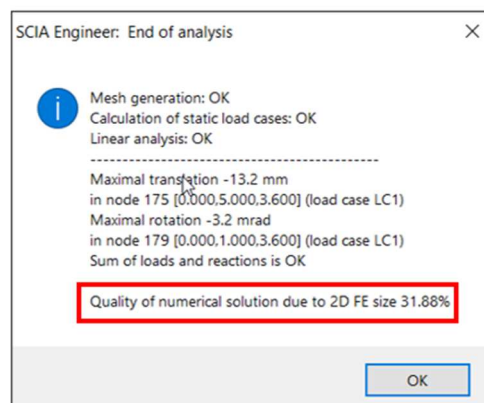 SCIA Engineer: End of analysis
Mesh generation: OK
Calculation of static load cases: OK
Linear analysis: OK
------------------------------------------------
Maximal translation -13.2 mm
in node 175 [0.000,5.000,3.600] (load case LC1)
Maximal rotation -3.2 mrad
in node 179 [0.000,1.000,3.600] (load case LC1)
Sum of loads and reactions is OK
Quality of numerical solution due to 2D FE size 31.88%
OK